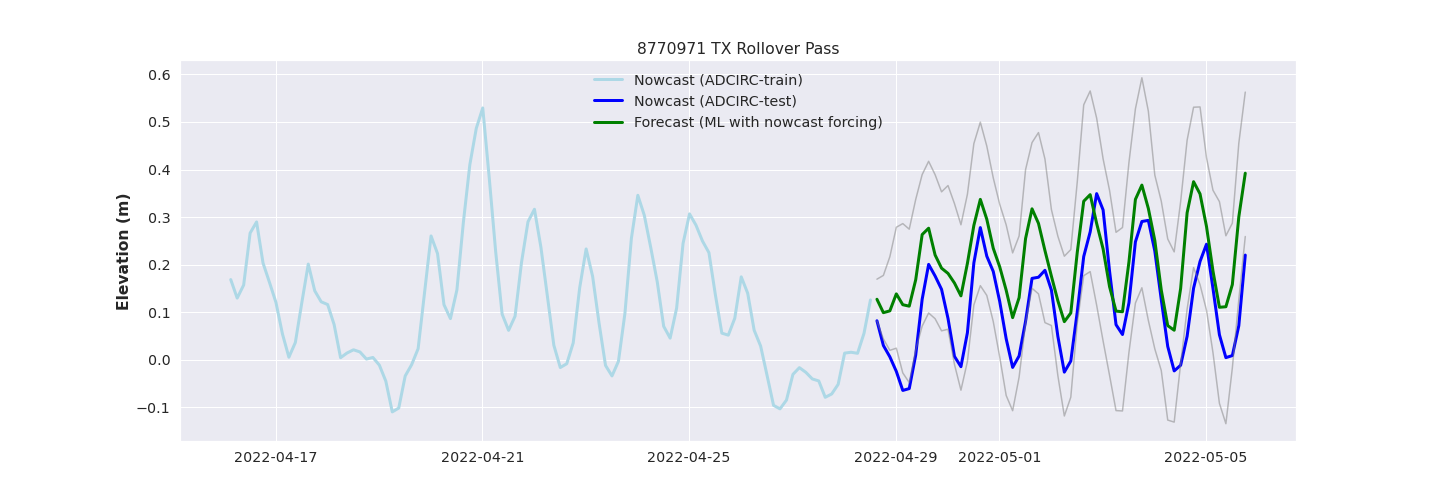 8770971 TX Rollover Pass
Nowcast (ADCIRC-train)
Nowcast (ADCIRC-test)
Forecast (ML with nowcast forcing)
Elevation (m)
0.6
0.5
0.4
0.3
0.2
0.1
0.0
−0.1
2022-04-17
2022-04-21
2022-04-25
2022-04-29
2022-05-01
2022-05-05